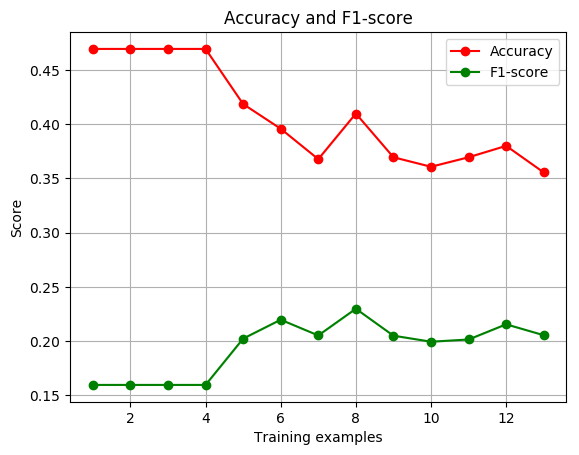 Accuracy and F1-score
Accuracy
F1-score
Score
0.45
0.40
0.35
0.30
0.25
0.20
0.15
2 4 6 8 10 12
Training examples